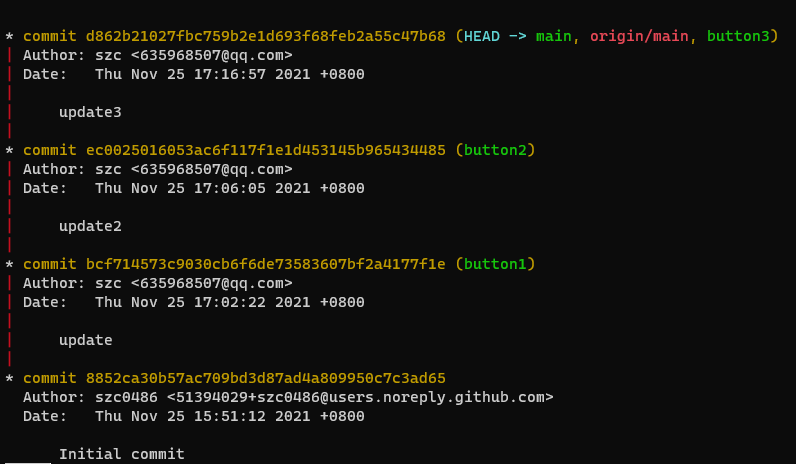 * commit d862b21027fbc759b2e1d693f68feb2a55c47b68 (HEAD -> main, origin/main, button3)
| Author: szc <635968507@qq.com>
| Date:   Thu Nov 25 17:16:57 2021 +0800
|
|     update3
|
* commit ec0025016053ac6f117f1e1d453145b965434485 (button2)
| Author: szc <635968507@qq.com>
| Date:   Thu Nov 25 17:06:05 2021 +0800
|
|     update2
|
* commit bcf714573c9030cb6f6de73583607bf2a4177f1e (button1)
| Author: szc <635968507@qq.com>
| Date:   Thu Nov 25 17:02:22 2021 +0800
|
|     update
|
* commit 8852ca30b57ac709bd3d87ad4a809950c7c3ad65
  Author: szc0486 <51394029+szc0486@users.noreply.github.com>
  Date:   Thu Nov 25 15:51:12 2021 +0800

      Initial commit